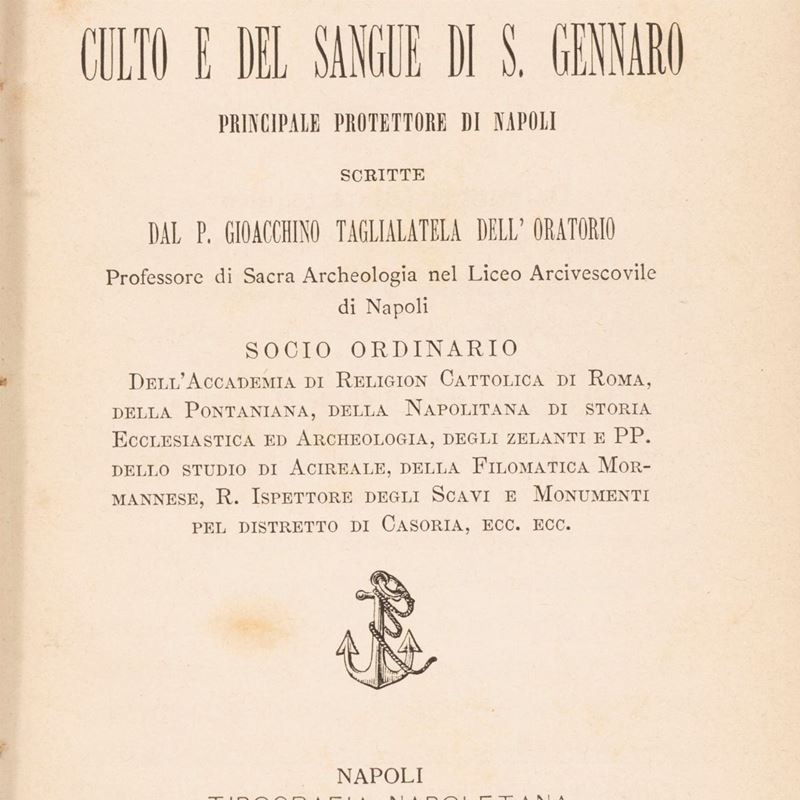 CULTO E DEL SANGUE DI S. GENNARO
PRINCIPALE PROTETTORE DI NAPOLI
SCRITTE
DAL P. GIOACCHINO TAGLIALATELA DELL' ORATORIO
Professore di Sacra Archeologia nel Liceo Arcivescovile
di Napoli
SOCIO ORDINARIO
DELL'ACCADEMIA DI RELIGION CATTOLICA DI ROMA,
DELLA PONTANIANA, DELLA NAPOLITANA DI STORIA
ECCLESIASTICA ED ARCHEOLOGIA, DEGLI ZELANTI E PP.
DELLO STUDIO DI ACIREALE, DELLA FILOMATICA MOR-
MANNESE, R. ISPETTORE DEGLI SCAVI E MONUMENTI
PEL DISTRETTO DI CASORIA, ECC. ECC.
NAPOLI
TIPOGRAFIA NAPOLETANA